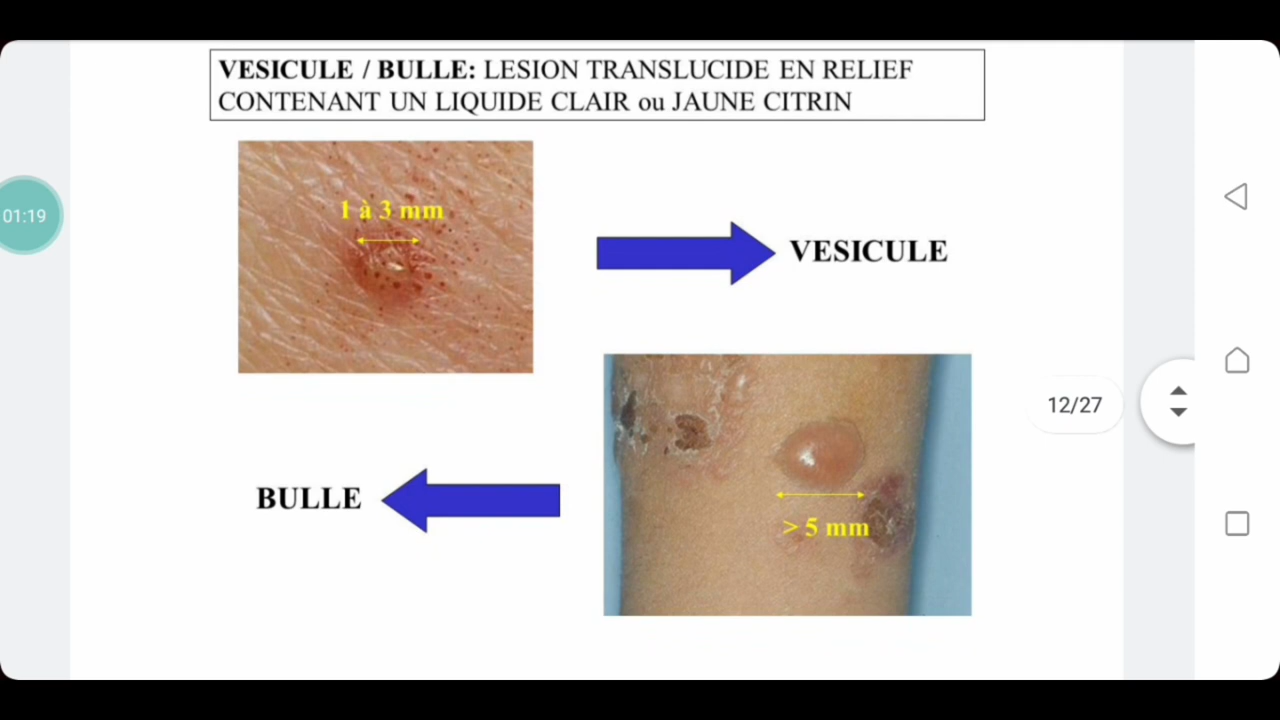 VESICULE / BULLE: LESION TRANSLUCIDE EN RELIEF
CONTENANT UN LIQUIDE CLAIR ou JAUNE CITRIN
01:19
1 à 3 mm
VESICULE
12/27
BULLE
> 5 mm